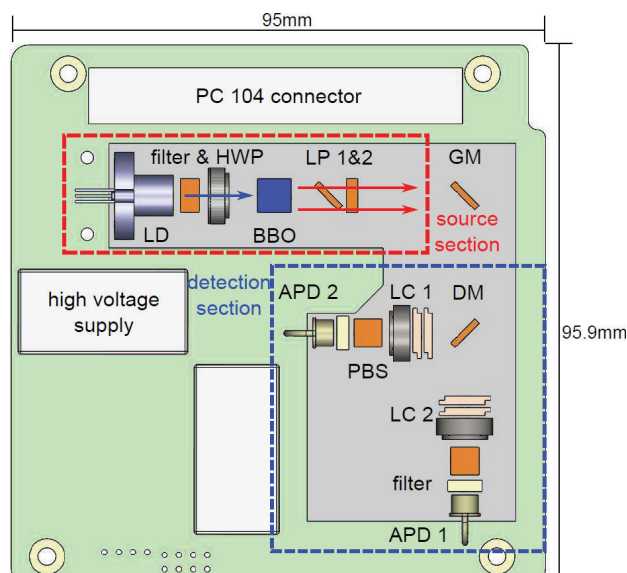 95mm
PC 104 connector
filter & HWP
LP 1&2
GM
LD
BBO
source
section
high voltage
supply
detection
section
APD 2
LC 1
DM
95.9mm
PBS
LC 2
filter
APD 1